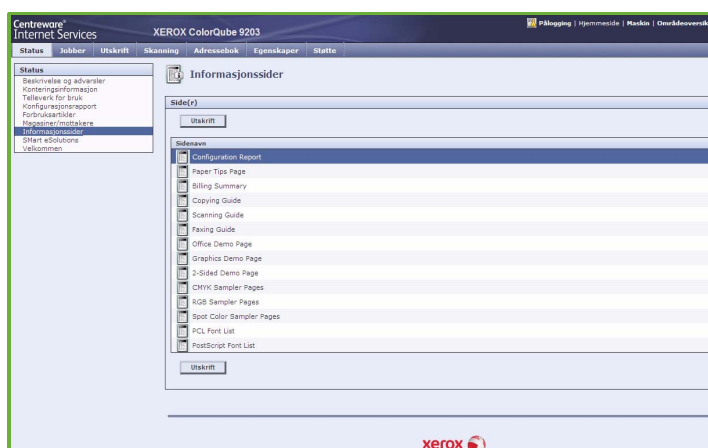 Centreware®
Internet Services
XEROX ColorQube 9203
Pålogging | Hjemmeside | Maskin | Områdeoversik
Status Jobber Utskrift Skanning Adressebok Egenskaper Støtte
Status
Beskrivelse og advarsler
Konteringsinformasjon
Telleverk for bruk
Konfigurasjonsrapport
Forbruksartikler
Magasiner/mottakere
Informasjonssider
SMart eSolutions
Velkommen
Informasjonssider
Side(r)
Utskrift
Sidenavn
Configuration Report
Paper Tips Page
Billing Summary
Copying Guide
Scanning Guide
Faxing Guide
Office Demo Page
Graphics Demo Page
2-Sided Demo Page
CMYK Sampler Pages
RGB Sampler Pages
Spot Color Sampler Pages
PCL Font List
PostScript Font List
Utskrift
xerox